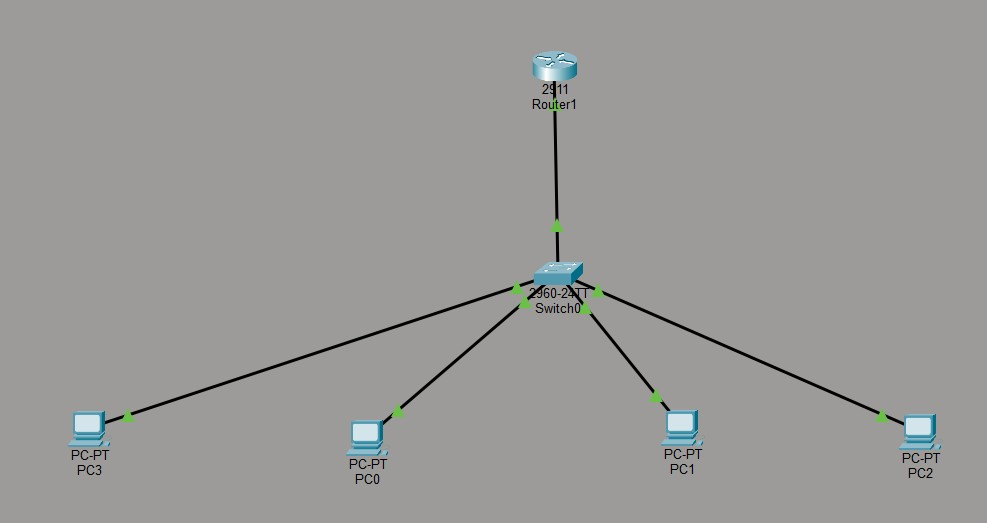 2911
Router1
2960-24TT
Switch0
PC-PT
PC3
PC-PT
PC0
PC-PT
PC1
PC-PT
PC2